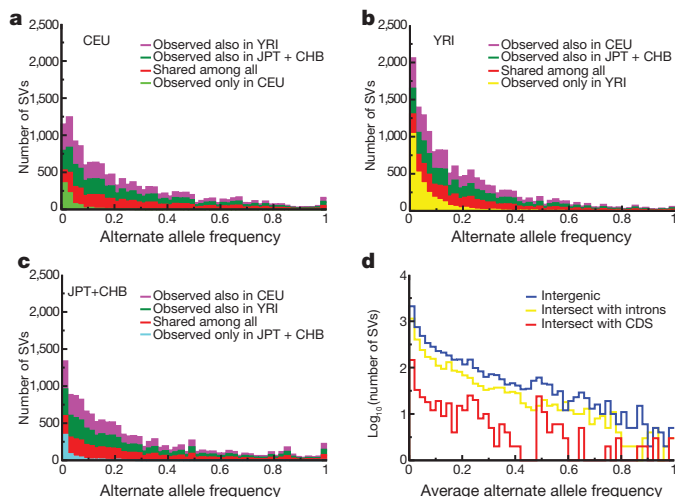 a
CEU
2,500
2,000
1,500
1,000
500
0
Number of SVs
Observed also in YRI
Observed also in JPT + CHB
Shared among all
Observed only in CEU
0 0.2 0.4 0.6 0.8 1
Alternate allele frequency
b
YRI
2,500
2,000
1,500
1,000
500
0
Number of SVs
Observed also in CEU
Observed also in JPT + CHB
Shared among all
Observed only in YRI
0 0.2 0.4 0.6 0.8 1
Alternate allele frequency
c
JPT+CHB
2,500
2,000
1,500
1,000
500
0
Number of SVs
Observed also in CEU
Observed also in YRI
Shared among all
Observed only in JPT + CHB
0 0.2 0.4 0.6 0.8 1
Alternate allele frequency
d
4
3
2
1
0
Log10 (number of SVs)
Intergenic
Intersect with introns
Intersect with CDS
0 0.2 0.4 0.6 0.8 1
Average alternate allele frequency